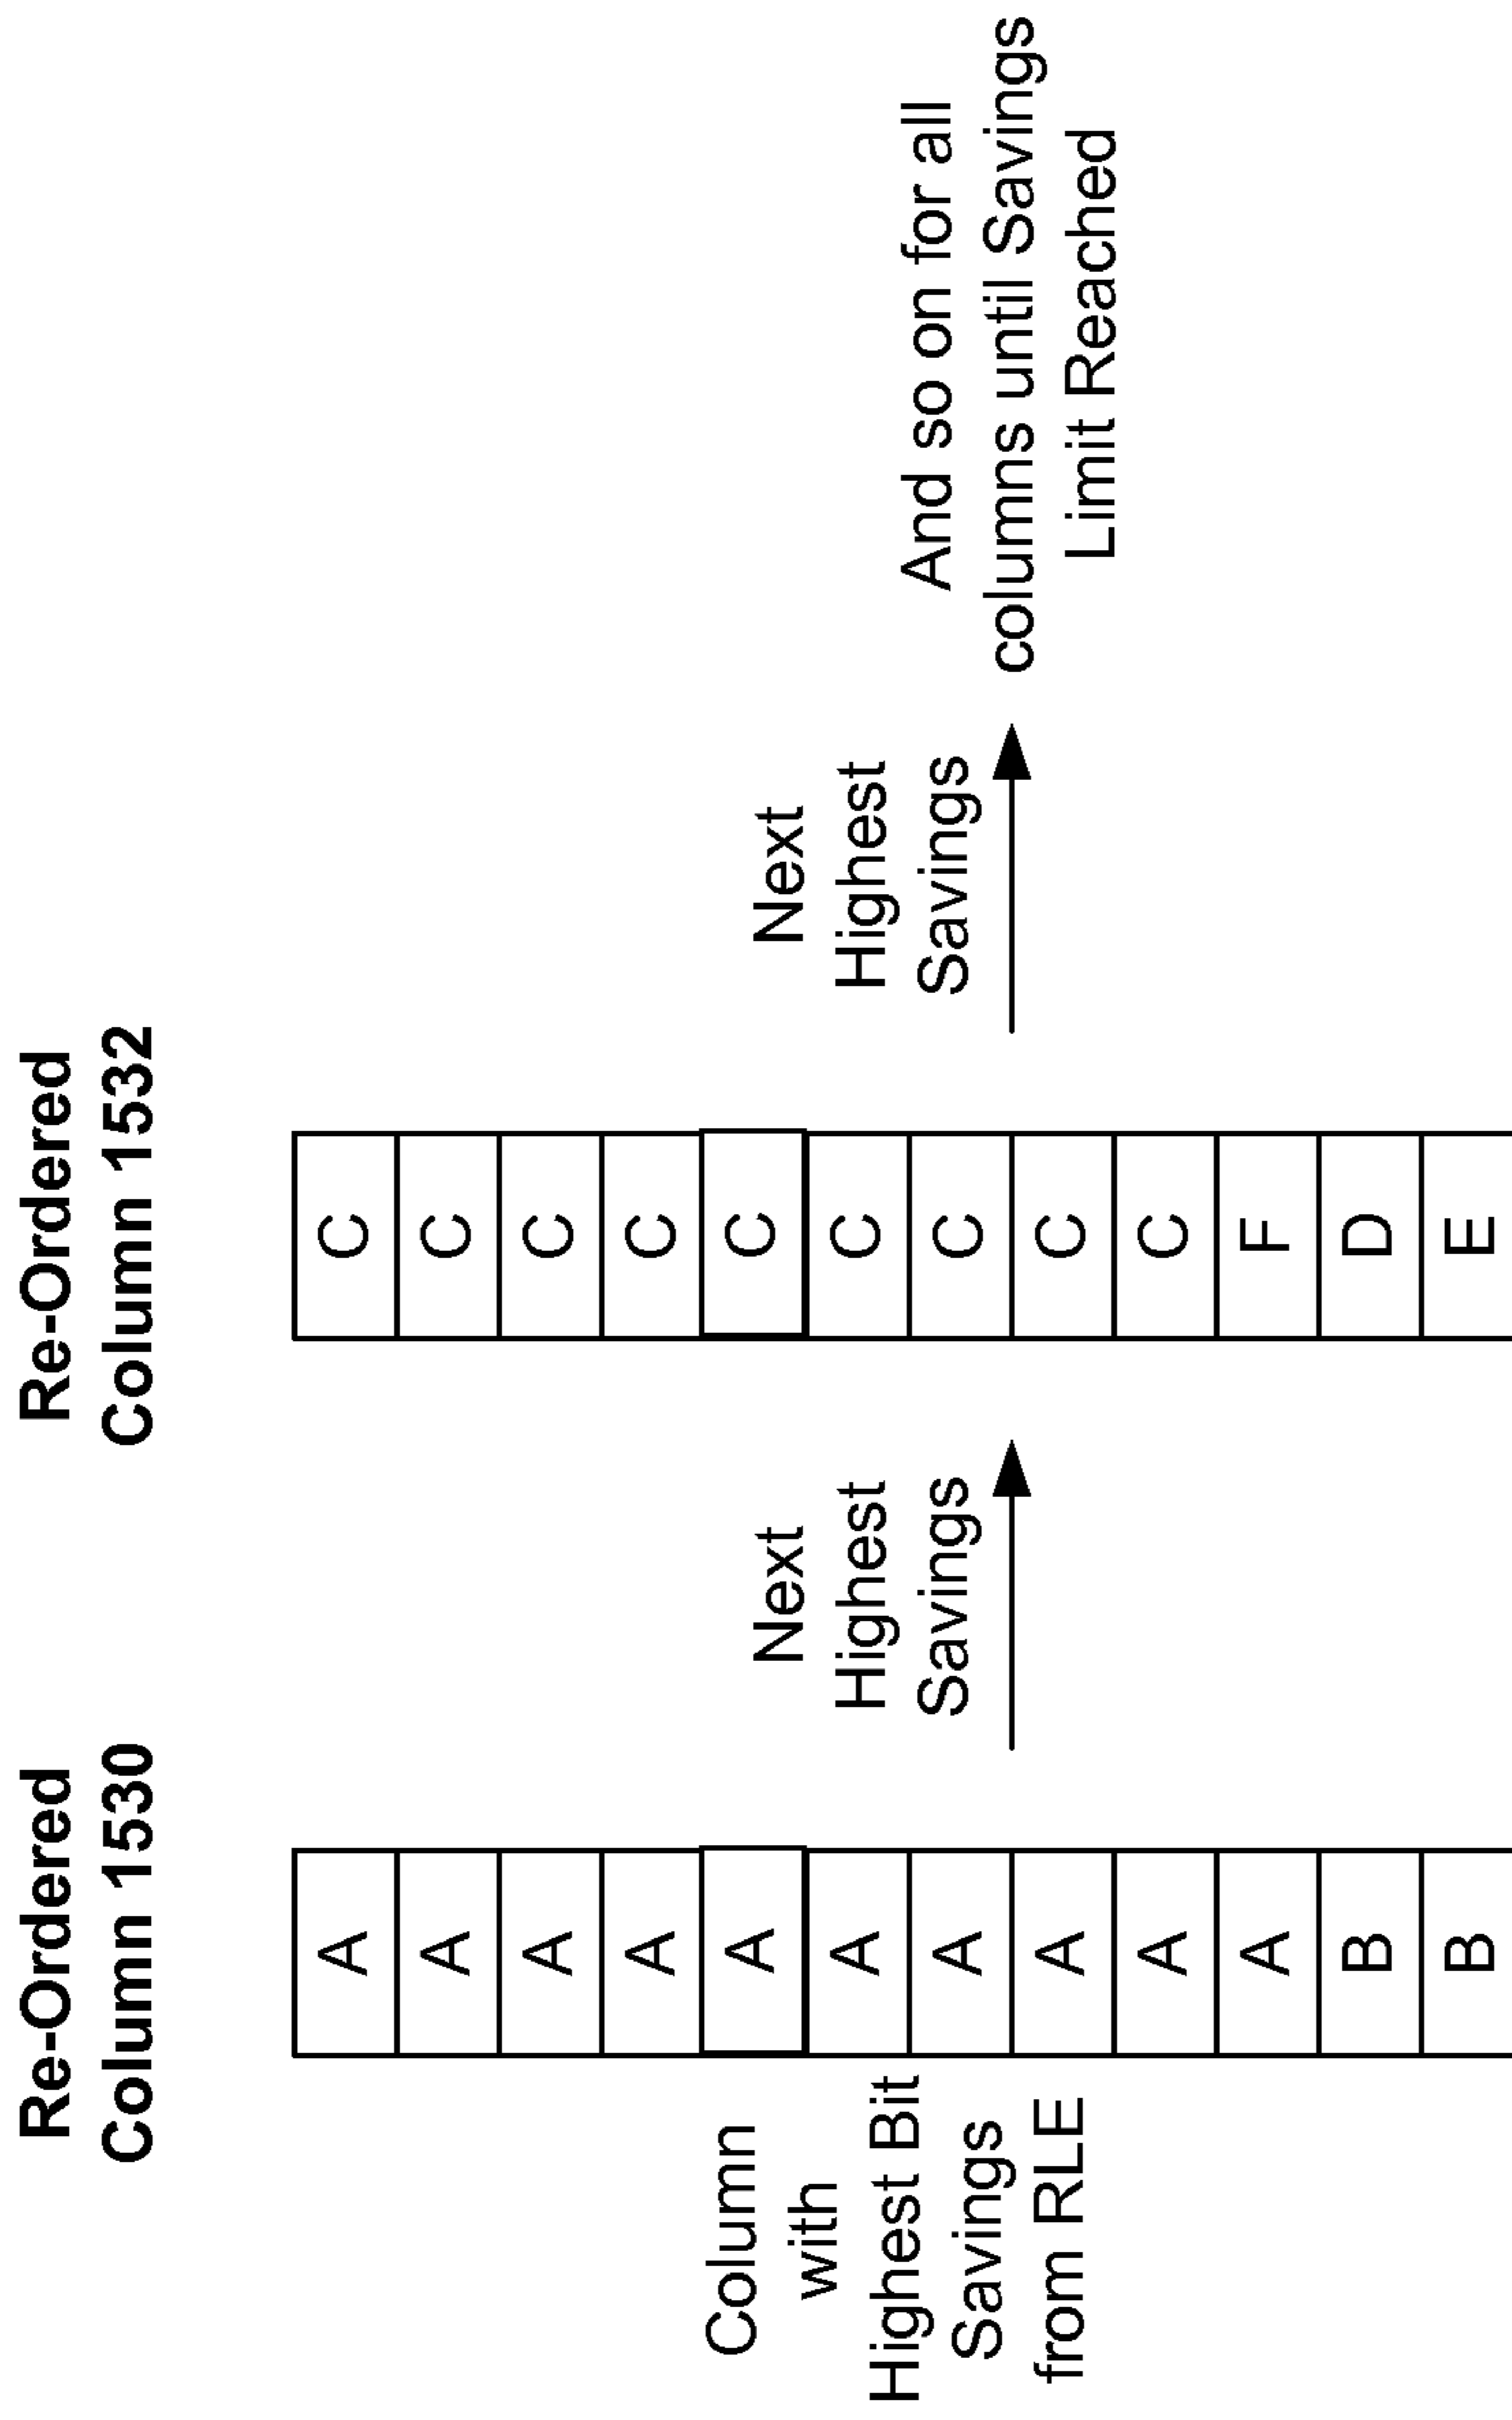 Re-Ordered
Column 1530
Re-Ordered
Column 1532
Column
with
Highest Bit
Savings
from RLE
A
A
A
A
A
A
A
A
A
A
B
B
Next
Highest
Savings
C
C
C
C
C
C
C
C
C
F
D
E
Next
Highest
Savings
And so on for all
columns until Savings
Limit Reached